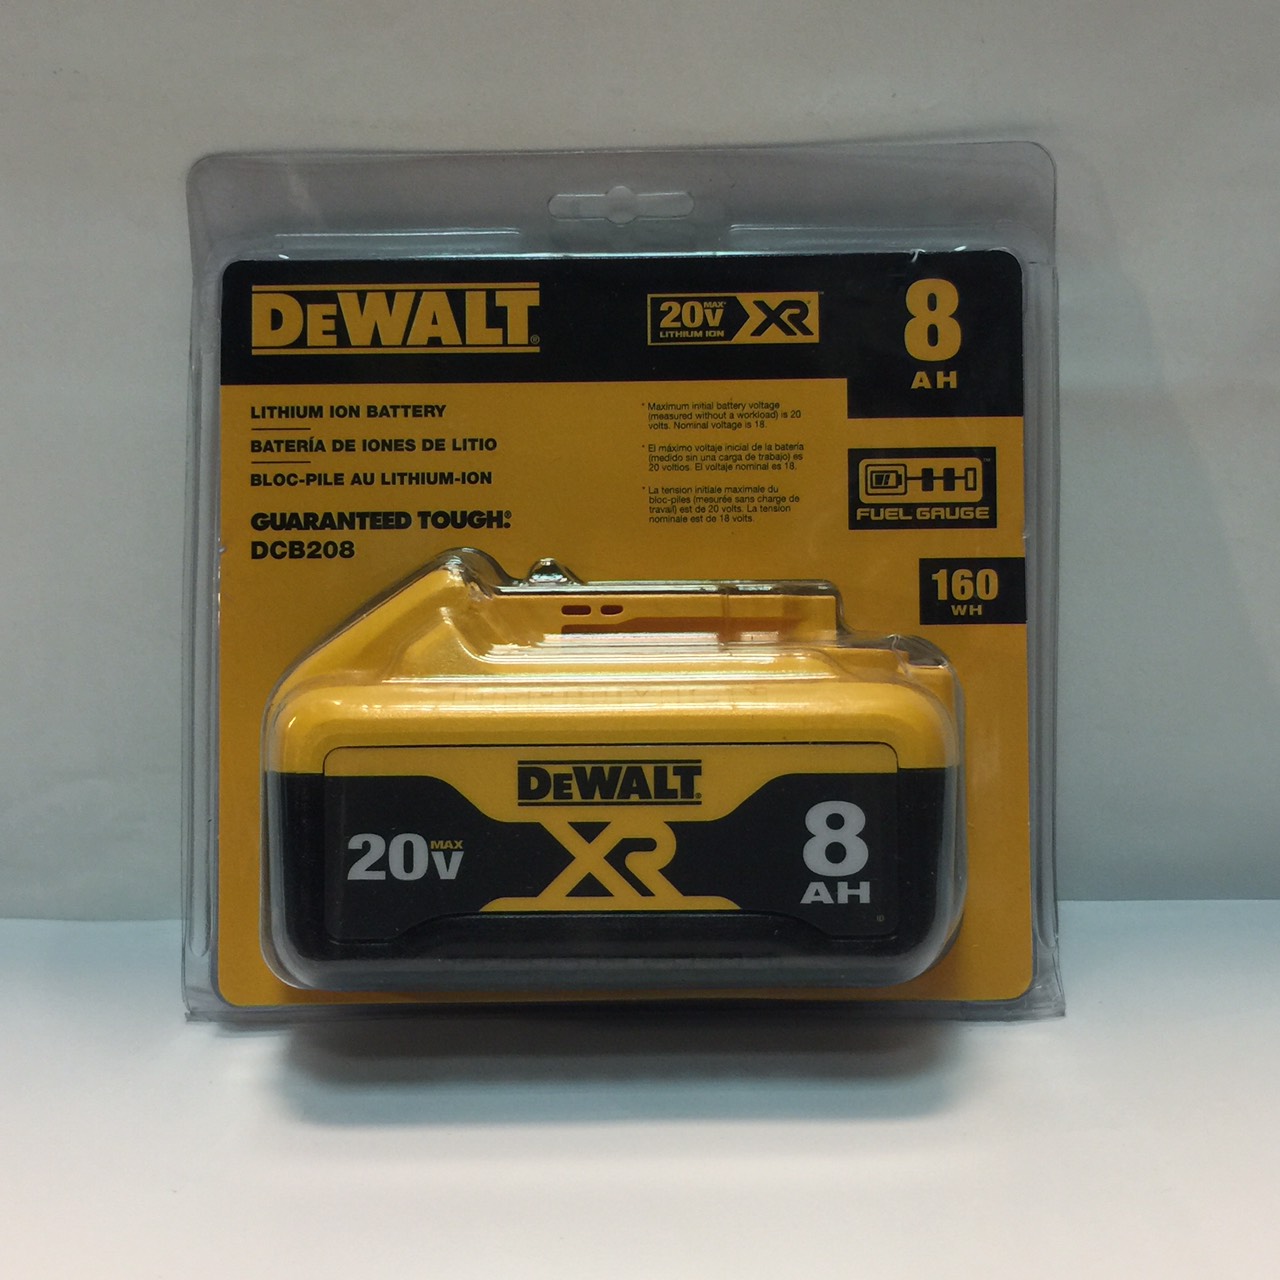 DEWALT®
20V MAX* XR™
LITHIUM ION
8
AH
LITHIUM ION BATTERY
BATERÍA DE IONES DE LITIO
BLOC-PILE AU LITHIUM-ION
GUARANTEED TOUGH.®
DCB208
* Maximum initial battery voltage
(measured without a workload) is 20
volts. Nominal voltage is 18.
* El máximo voltaje inicial de la batería
(medido sin una carga de trabajo) es
20 voltios. El voltaje nominal es 18.
* La tension initiale maximale du
bloc-piles (mesurée sans charge de
travail) est de 20 volts. La tension
nominale est de 18 volts.
FUEL GAUGE™
160
WH
DEWALT®
20V MAX
XR
8
AH